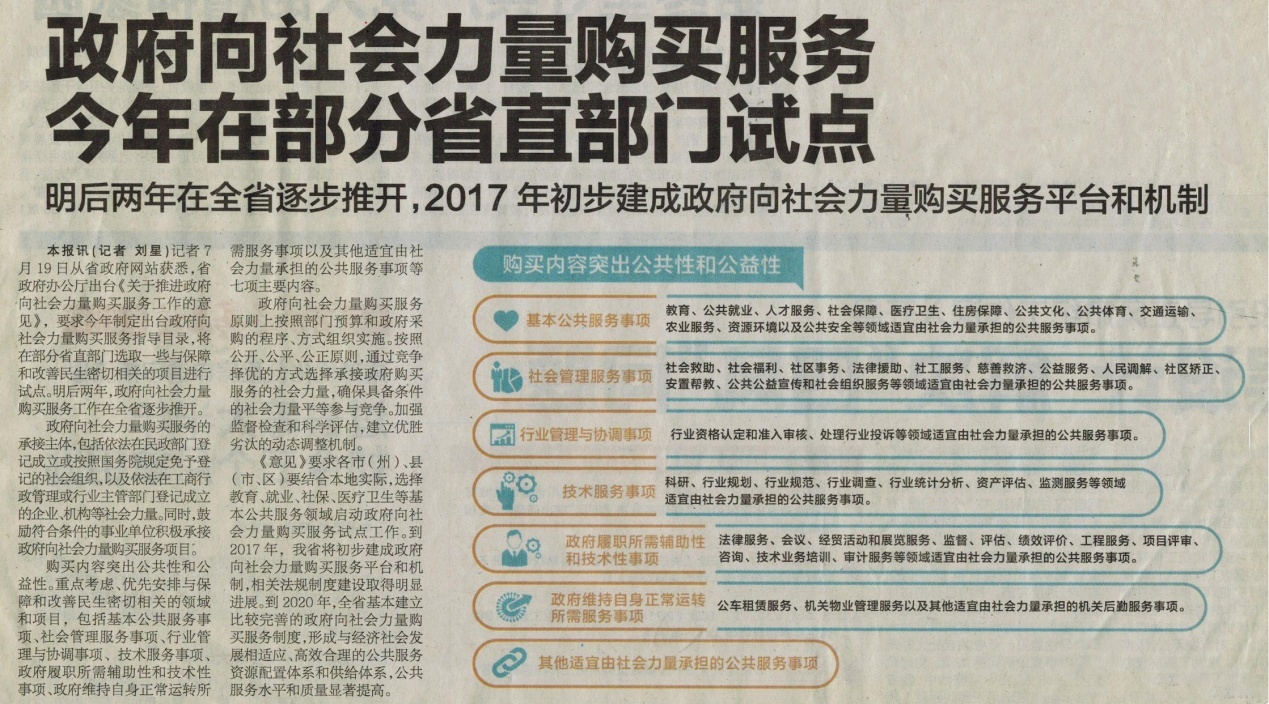 政府向社会力量购买服务
今年在部分省直部门试点
明后两年在全省逐步推开,2017 年初步建成政府向社会力量购买服务平台和机制
本报讯(记者 刘星)记者 7
月 19 日从省政府网站获悉,省
政府办公厅出台《关于推进政府
向社会力量购买服务工作的意
见》,要求今年制定出台政府向
社会力量购买服务指导目录,将
在部分省直部门选取一些与保障
和改善民生密切相关的项目进行
试点。明后两年,政府向社会力量
购买服务工作在全省逐步推开。
政府向社会力量购买服务的
承接主体,包括依法在民政部门登
记成立或按照国务院规定免予登
记的社会组织,以及依法在工商行
政管理或行业主管部门登记成立
的企业、机构等社会力量。同时,鼓
励符合条件的事业单位积极承接
政府向社会力量购买服务项目。
购买内容突出公共性和公
益性。重点考虑、优先安排与保
障和改善民生密切相关的领域
和项目,包括基本公共服务事
项、社会管理服务事项、行业管
理与协调事项、技术服务事项、
政府履职所需辅助性和技术性
事项、政府维持自身正常运转所
需服务事项以及其他适宜由社
会力量承担的公共服务事项等
七项主要内容。
政府向社会力量购买服务
原则上按照部门预算和政府采
购的程序、方式组织实施。按照
公开、公平、公正原则,通过竞争
择优的方式选择承接政府购买
服务的社会力量,确保具备条件
的社会力量平等参与竞争。加强
监督检查和科学评估,建立优胜
劣汰的动态调整机制。
《意见》要求各市(州)、县
(市、区)要结合本地实际,选择
教育、就业、社保、医疗卫生等基
本公共服务领域启动政府向社
会力量购买服务试点工作。到
2017 年,我省将初步建成政府
向社会力量购买服务平台和机
制,相关法规制度建设取得明显
进展。到 2020 年,全省基本建立
比较完善的政府向社会力量购
买服务制度,形成与经济社会发
展相适应、高效合理的公共服务
资源配置体系和供给体系,公共
服务水平和质量显著提高。
购买内容突出公共性和公益性
基本公共服务事项
教育、公共就业、人才服务、社会保障、医疗卫生、住房保障、公共文化、公共体育、交通运输、
农业服务、资源环境以及公共安全等领域适宜由社会力量承担的公共服务事项。
社会管理服务事项
社会救助、社会福利、社区事务、法律援助、社工服务、慈善救济、公益服务、人民调解、社区矫正、
安置帮教、公共公益宣传和社会组织服务等领域适宜由社会力量承担的公共服务事项。
行业管理与协调事项
行业资格认定和准入审核、处理行业投诉等领域适宜由社会力量承担的公共服务事项。
技术服务事项
科研、行业规划、行业规范、行业调查、行业统计分析、资产评估、监测服务等领域
适宜由社会力量承担的公共服务事项。
政府履职所需辅助性
和技术性事项
法律服务、会议、经贸活动和展览服务、监督、评估、绩效评价、工程服务、项目评审、
咨询、技术业务培训、审计服务等领域适宜由社会力量承担的公共服务事项。
政府维持自身正常运转
所需服务事项
公车租赁服务、机关物业管理服务以及其他适宜由社会力量承担的机关后勤服务事项。
其他适宜由社会力量承担的公共服务事项